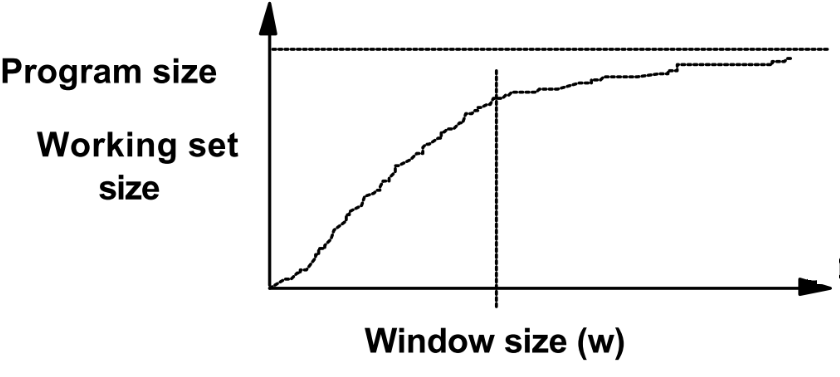 Program size
Working set
size
Window size (w)